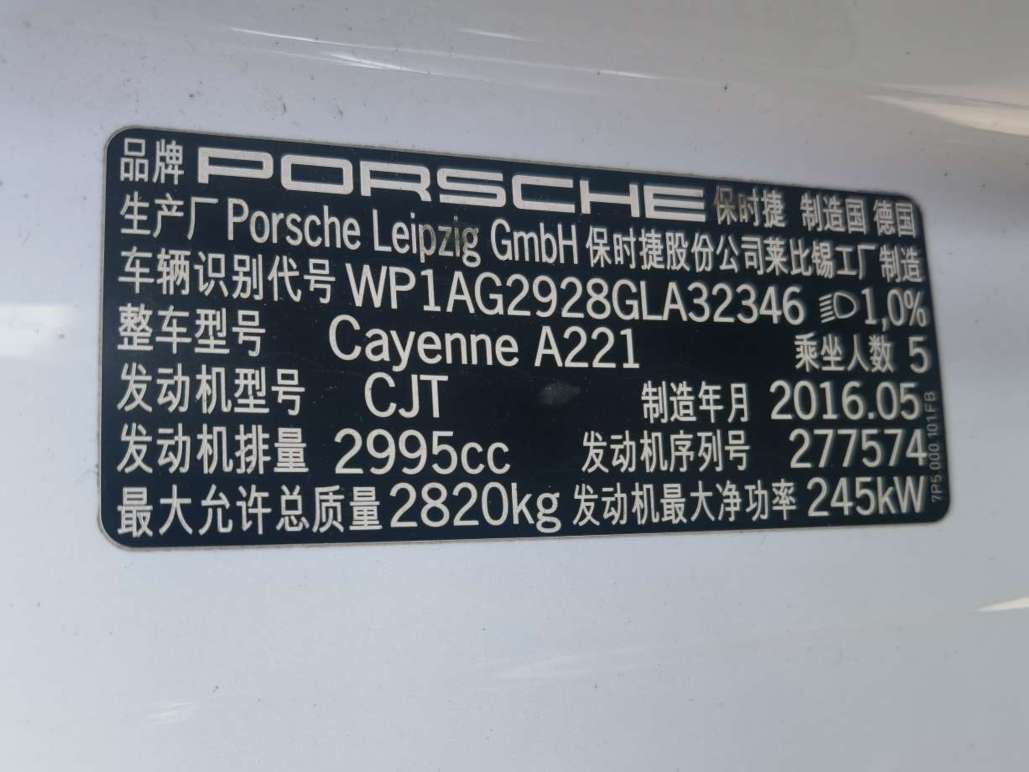 品牌 PORSCHE 保时捷 制造国 德国
生产厂 Porsche Leipzig GmbH 保时捷股份公司莱比锡工厂制造
车辆识别代号 WP1AG2928GLA32346 1,0%
整车型号 Cayenne A221 乘坐人数 5
发动机型号 CJT 制造年月 2016.05
发动机排量 2995cc 发动机序列号 277574
最大允许总质量 2820kg 发动机最大净功率 245kW
7P5 000 101 FB